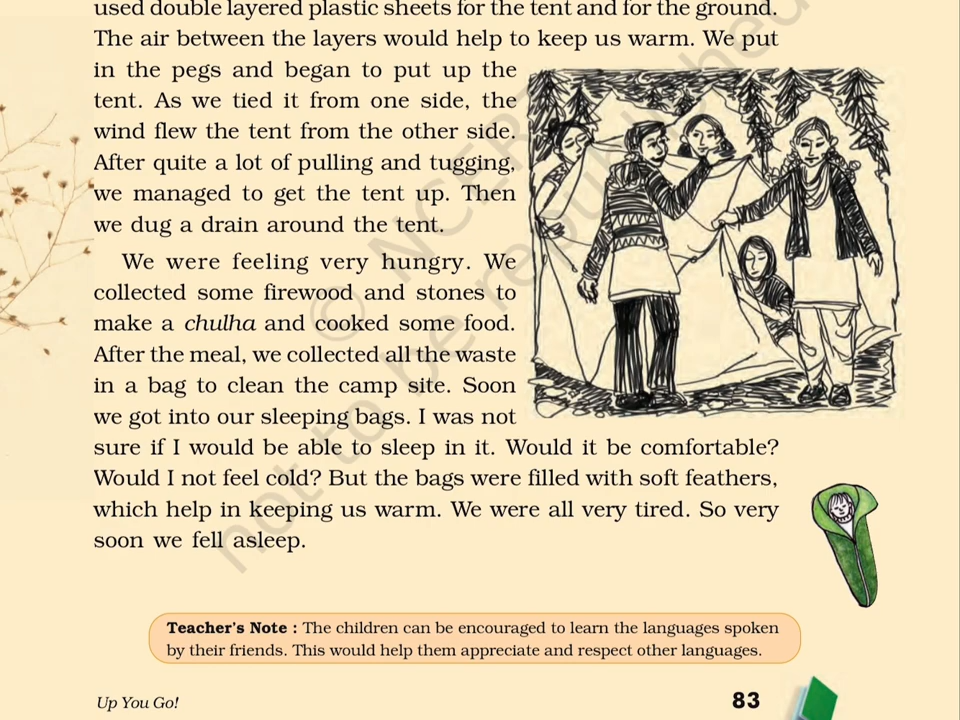 used double layered plastic sheets for the tent and for the ground.
The air between the layers would help to keep us warm. We put
in the pegs and began to put up the
tent. As we tied it from one side, the
wind flew the tent from the other side.
After quite a lot of pulling and tugging,
we managed to get the tent up. Then
we dug a drain around the tent.
We were feeling very hungry. We
collected some firewood and stones to
make a chulha and cooked some food.
After the meal, we collected all the waste
in a bag to clean the camp site. Soon
we got into our sleeping bags. I was not
sure if I would be able to sleep in it. Would it be comfortable?
Would I not feel cold? But the bags were filled with soft feathers,
which help in keeping us warm. We were all very tired. So very
soon we fell asleep.
Teacher's Note : The children can be encouraged to learn the languages spoken
by their friends. This would help them appreciate and respect other languages.
Up You Go!
83
© NCERT
not to be republished